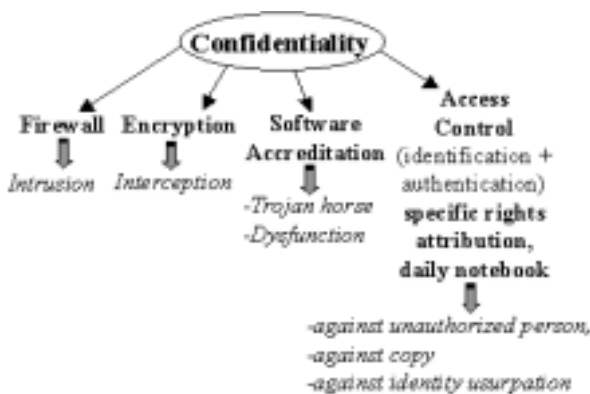 Confidentiality
Firewall
Intrusion
Encryption
Interception
Software
Accreditation
-Trojan horse
-Dysfunction
Access
Control
(identification +
authentication)
specific rights
attribution,
daily notebook
-against unauthorized person,
-against copy
-against identity usurpation